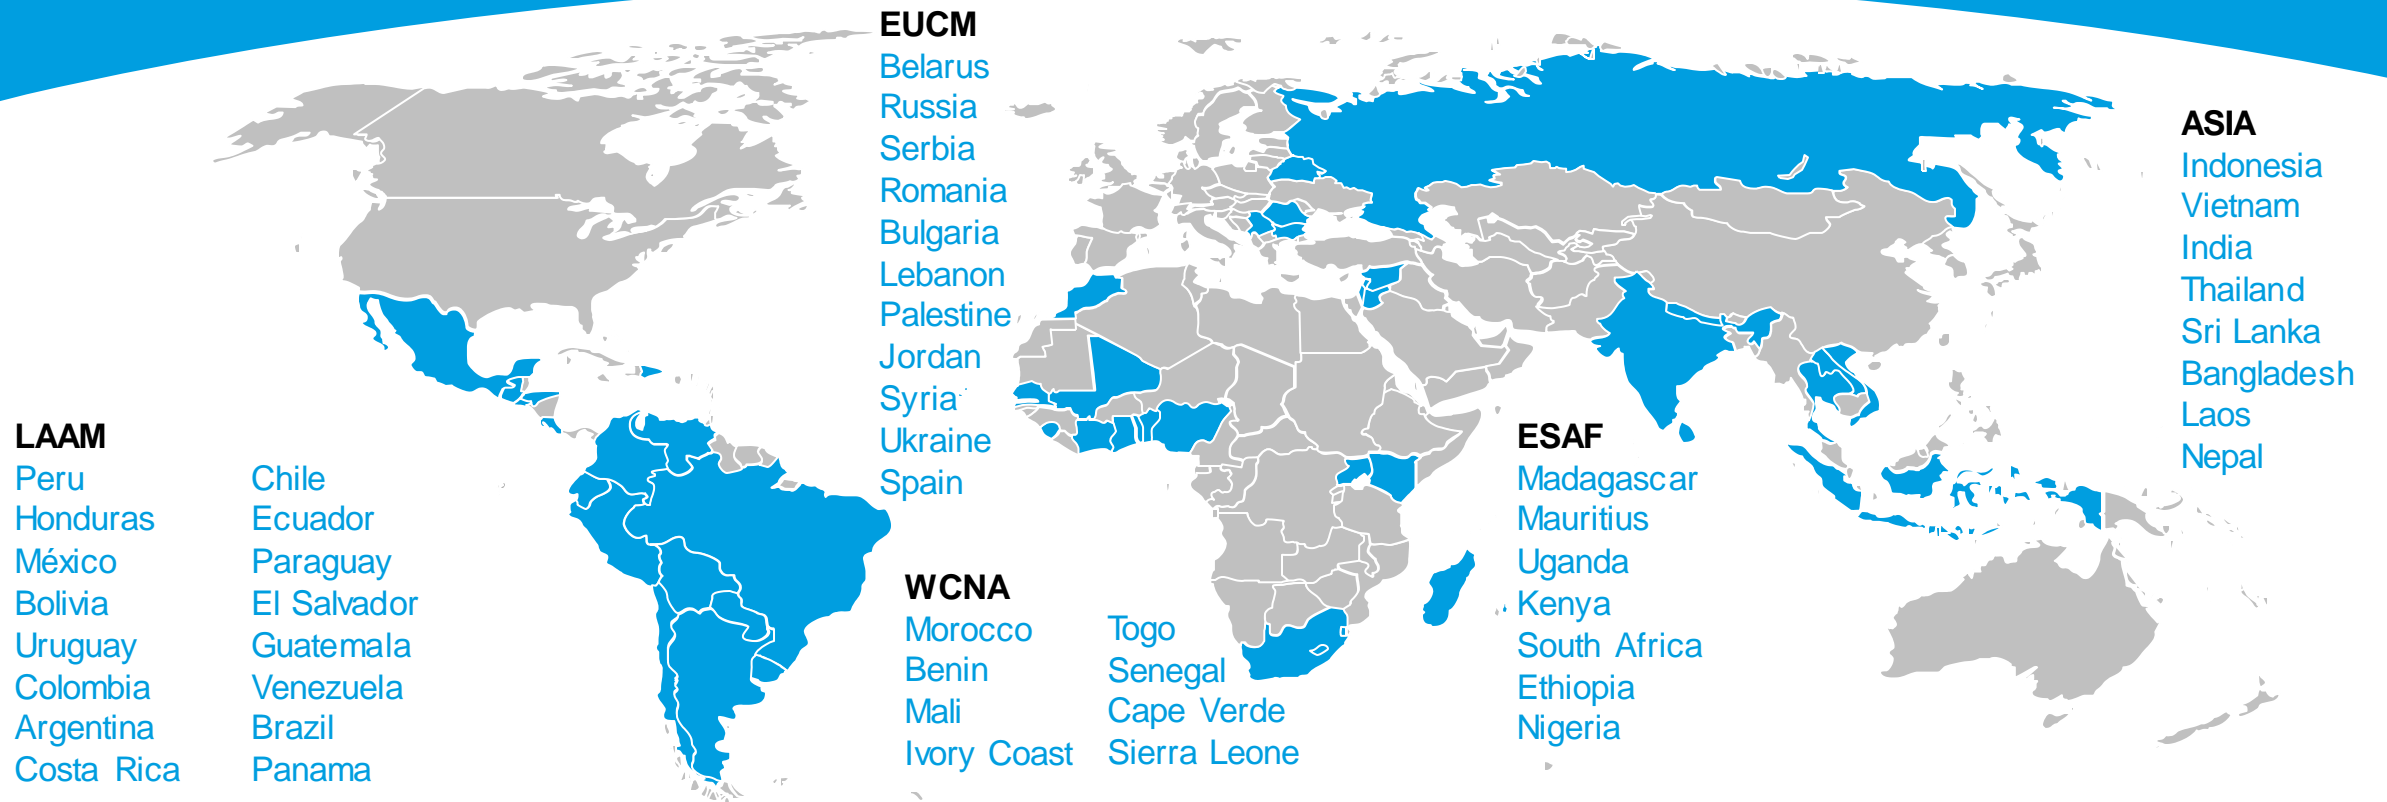 EUCM
Belarus
Russia
Serbia
Romania
Bulgaria
Lebanon
Palestine
Jordan
Syria
Ukraine
Spain
ASIA
Indonesia
Vietnam
India
Thailand
Sri Lanka
Bangladesh
Laos
Nepal
LAAM
Peru
Honduras
México
Bolivia
Uruguay
Colombia
Argentina
Costa Rica
Chile
Ecuador
Paraguay
El Salvador
Guatemala
Venezuela
Brazil
Panama
WCNA
Morocco
Benin
Mali
Ivory Coast
Togo
Senegal
Cape Verde
Sierra Leone
ESAF
Madagascar
Mauritius
Uganda
Kenya
South Africa
Ethiopia
Nigeria